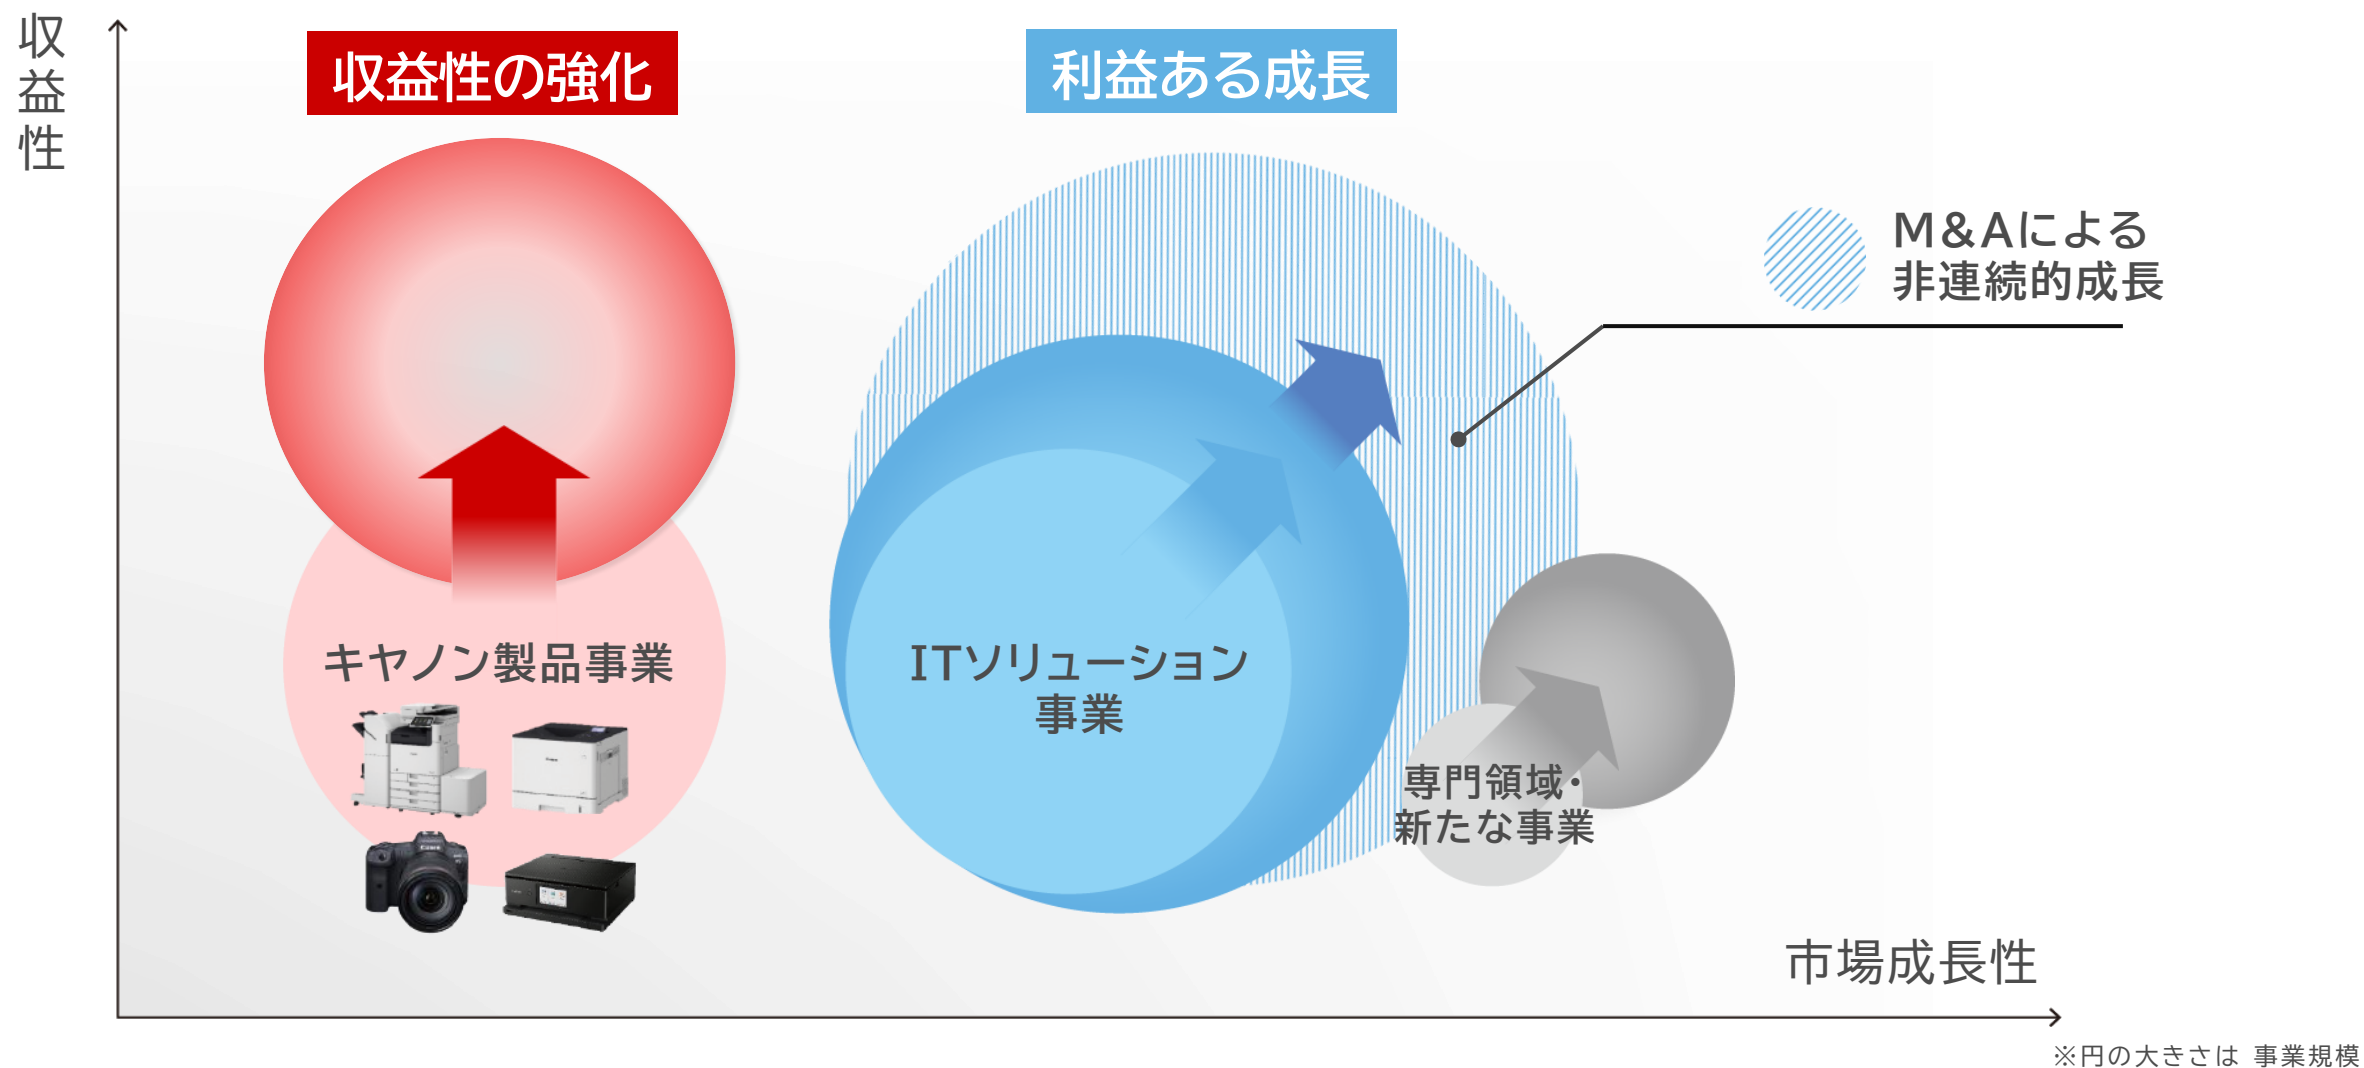 収益性
収益性の強化
利益ある成長
M&Aによる
非連続的成長
キヤノン製品事業
ITソリューション
事業
専門領域・
新たな事業
市場成長性
※円の大きさは 事業規模